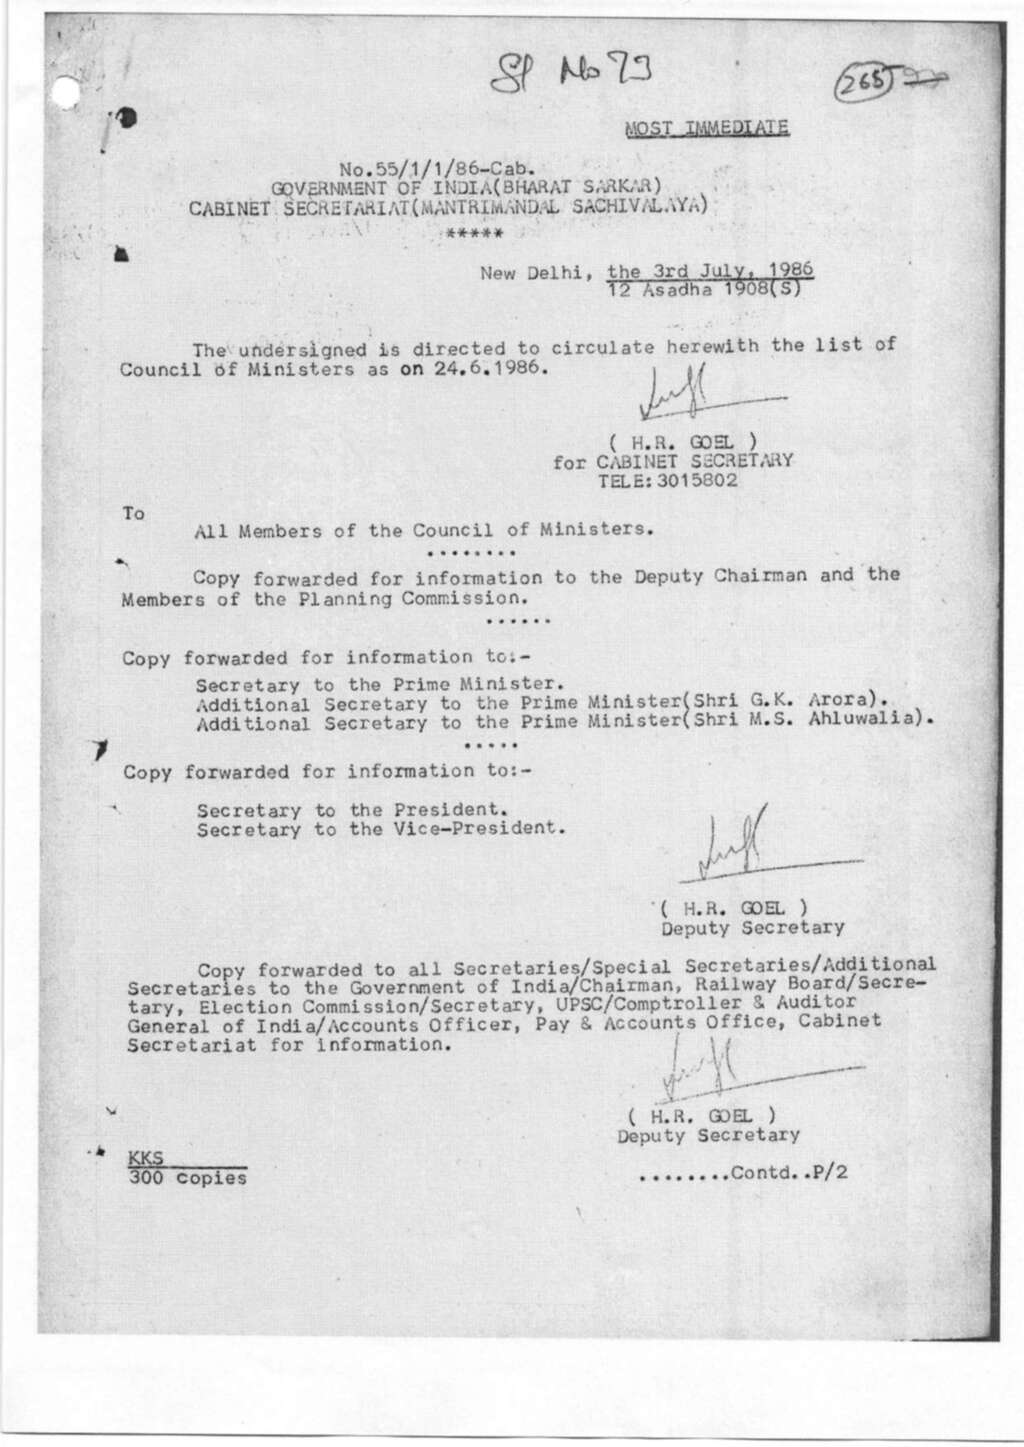 Sl No 73
265
MOST IMMEDIATE
No.55/1/1/86-Cab.
GOVERNMENT OF INDIA(BHARAT SARKAR)
CABINET SECRETARIAT(MANTRIMANDAL SACHIVALAYA)
*****
New Delhi, the 3rd July, 1986
12 Asadha 1908(S)
The undersigned is directed to circulate herewith the list of
Council of Ministers as on 24.6.1986.
( H.R. GOEL )
for CABINET SECRETARY
TELE:3015802
To
All Members of the Council of Ministers.
........
Copy forwarded for information to the Deputy Chairman and the
Members of the Planning Commission.
......
Copy forwarded for information to:-
Secretary to the Prime Minister.
Additional Secretary to the Prime Minister(Shri G.K. Arora).
Additional Secretary to the Prime Minister(Shri M.S. Ahluwalia).
.....
Copy forwarded for information to:-
Secretary to the President.
Secretary to the Vice-President.
( H.R. GOEL )
Deputy Secretary
Copy forwarded to all Secretaries/Special Secretaries/Additional
Secretaries to the Government of India/Chairman, Railway Board/Secre-
tary, Election Commission/Secretary, UPSC/Comptroller & Auditor
General of India/Accounts Officer, Pay & Accounts Office, Cabinet
Secretariat for information.
( H.R. GOEL )
Deputy Secretary
KKS
300 copies
........Contd..P/2